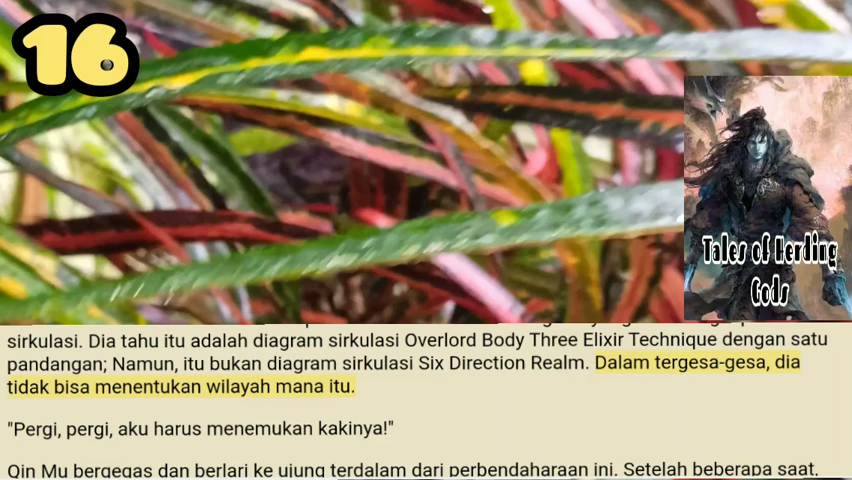 16
Tales of Herding
Gods
sirkulasi. Dia tahu itu adalah diagram sirkulasi Overlord Body Three Elixir Technique dengan satu
pandangan; Namun, itu bukan diagram sirkulasi Six Direction Realm. Dalam tergesa-gesa, dia
tidak bisa menentukan wilayah mana itu.
"Pergi, pergi, aku harus menemukan kakinya!"
Qin Mu bergegas dan berlari ke ujung terdalam dari perbendaharaan ini. Setelah beberapa saat,